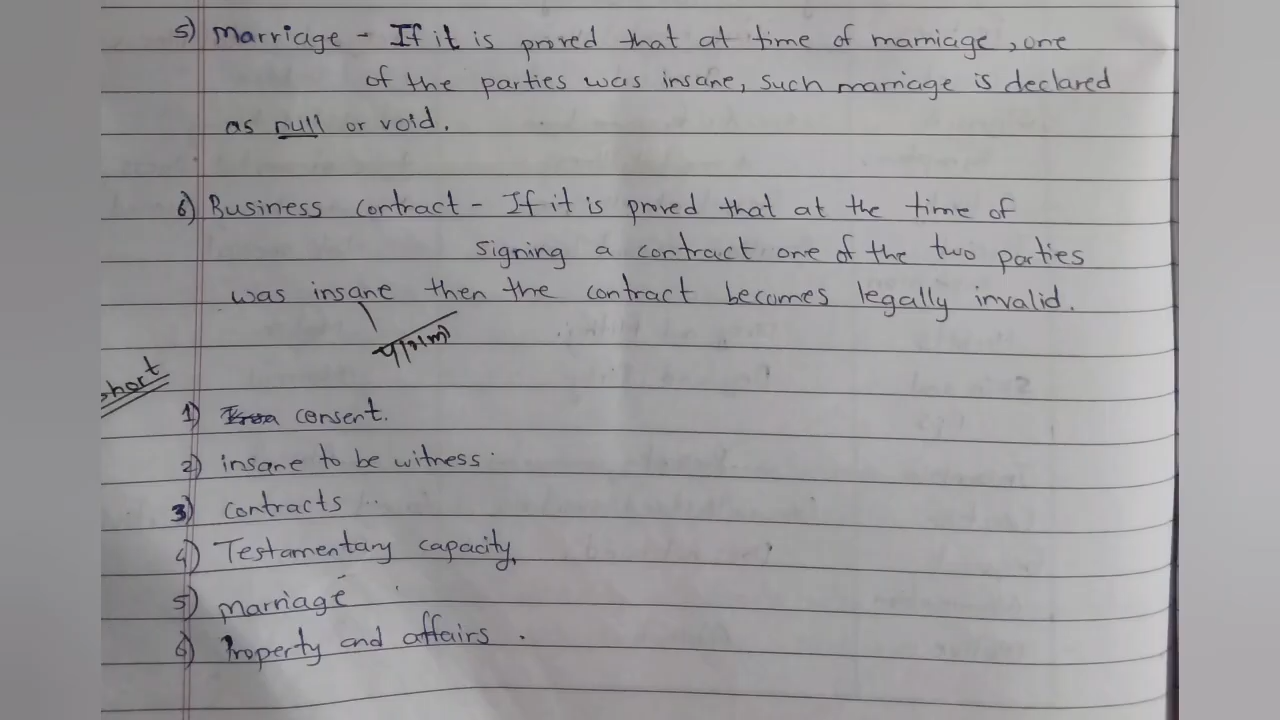 5) Marriage - If it is proved that at time of marriage, one
of the parties was insane, such marriage is declared
as null or void.
6) Business contract - If it is proved that at the time of
signing a contract one of the two parties
was insane then the contract becomes legally invalid.
short
1) consent.
2) insane to be witness
3) contracts
4) Testamentary capacity,
5) marriage
6) Property and affairs.